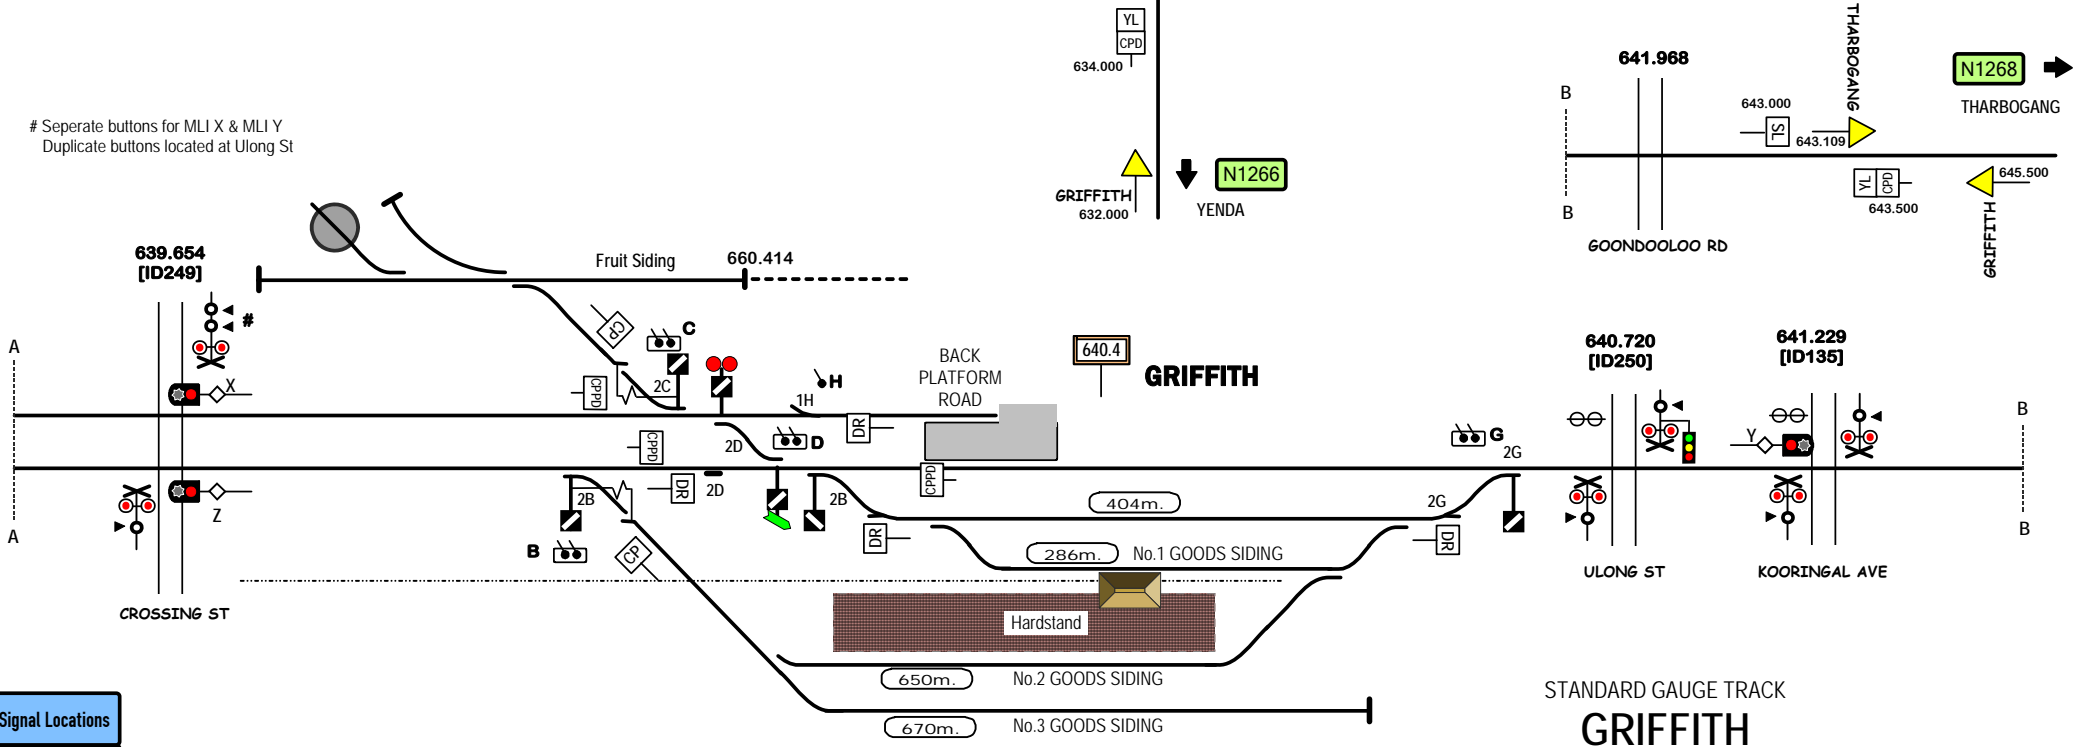 YL
CPD
634.000
GRIFFITH
632.000
N1266
YENDA
641.968
THARBOGANG
N1268
THARBOGANG
B
643.000
SL
643.109
YL
CPD
643.500
645.500
GRIFFITH
B
GOONDOOLOO RD
# Seperate buttons for MLI X & MLI Y
Duplicate buttons located at Ulong St
639.654
[ID249]
Fruit Siding
660.414
#
CP
C
A
X
CPPD
2C
1H
H
DR
BACK
PLATFORM
ROAD
640.4
GRIFFITH
640.720
[ID250]
641.229
[ID135]
B
CPPD
2D
D
G
2G
Y
Z
2B
DR
2D
2B
CPPD
404m.
2G
A
B
CP
DR
286m.
No.1 GOODS SIDING
DR
B
ULONG ST
KOORINGAL AVE
CROSSING ST
Hardstand
650m.
No.2 GOODS SIDING
670m.
No.3 GOODS SIDING
STANDARD GAUGE TRACK
GRIFFITH
Signal Locations